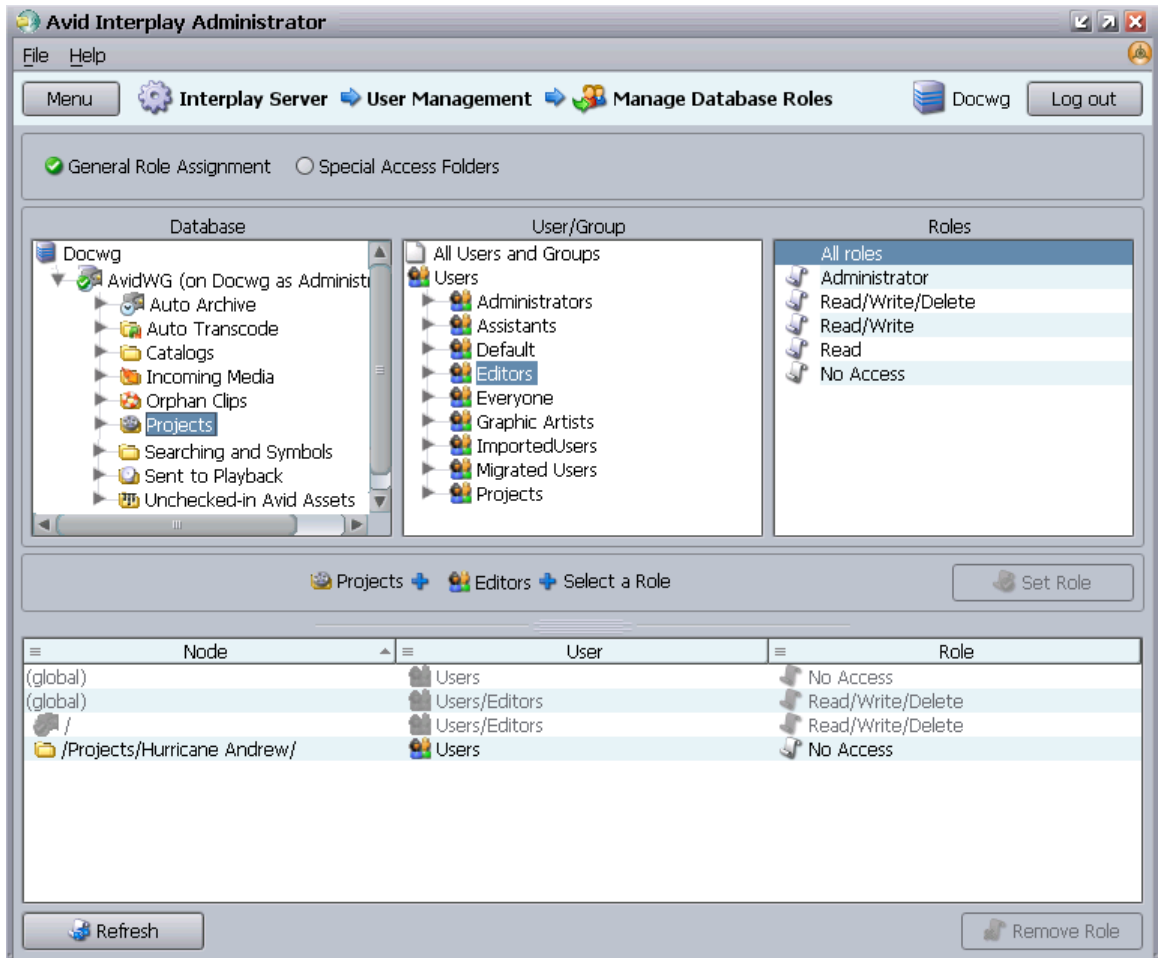 Avid Interplay Administrator
File Help
Menu Interplay Server User Management Manage Database Roles Docwg Log out
General Role Assignment Special Access Folders
Database
Docwg
AvidWG (on Docwg as Administ
Auto Archive
Auto Transcode
Catalogs
Incoming Media
Orphan Clips
Projects
Searching and Symbols
Sent to Playback
Unchecked-in Avid Assets
User/Group
All Users and Groups
Users
Administrators
Assistants
Default
Editors
Everyone
Graphic Artists
ImportedUsers
Migrated Users
Projects
Roles
All roles
Administrator
Read/Write/Delete
Read/Write
Read
No Access
Projects Editors Select a Role Set Role
Node User Role
(global) Users No Access
(global) Users/Editors Read/Write/Delete
/ Users/Editors Read/Write/Delete
/Projects/Hurricane Andrew/ Users No Access
Refresh Remove Role